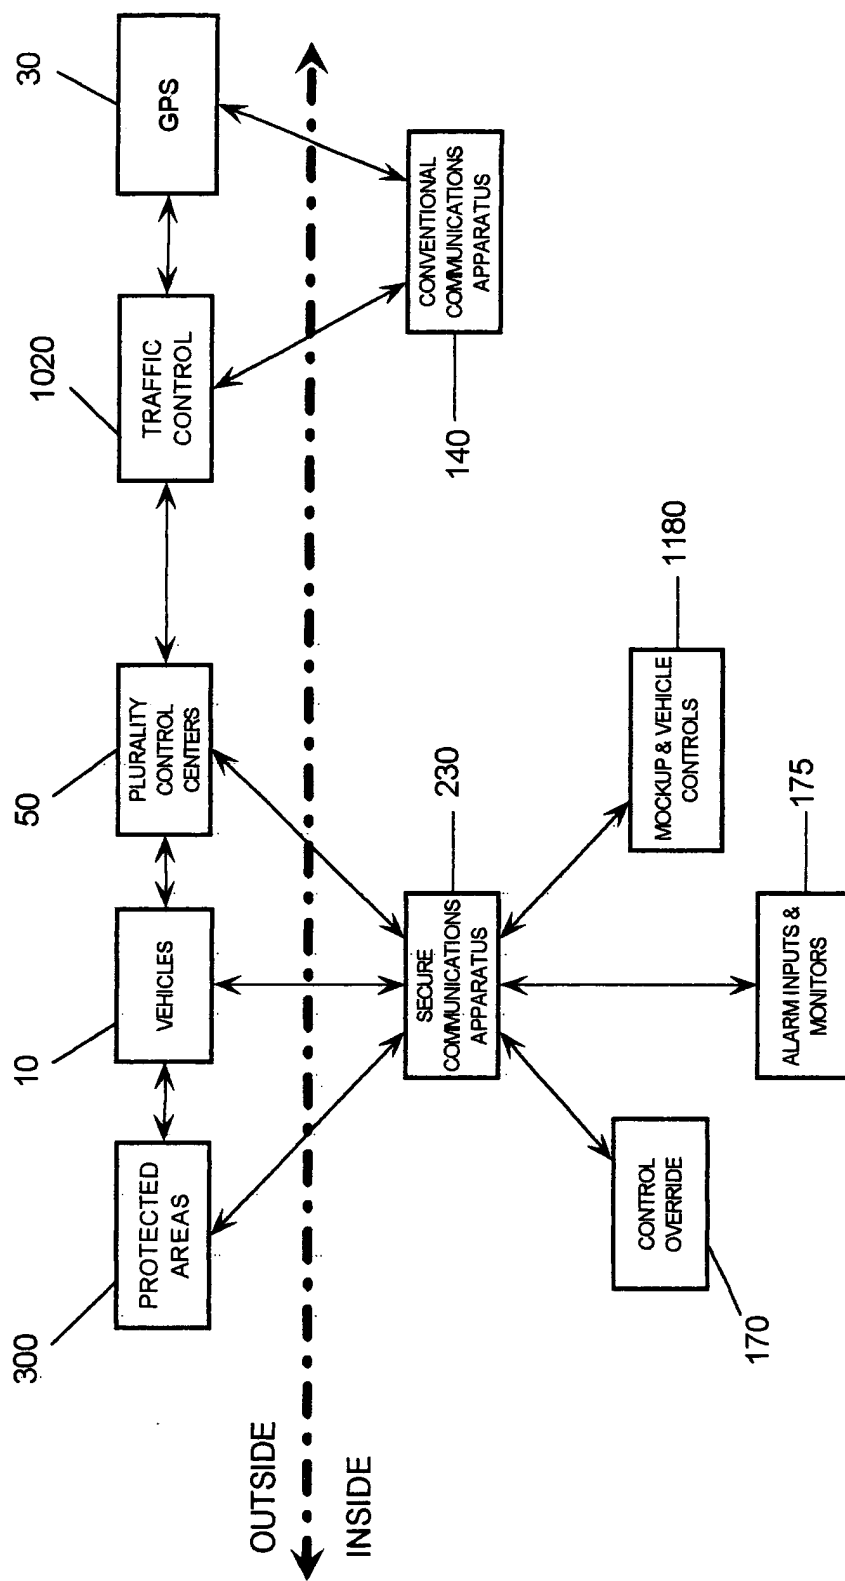 300
10
50
1020
30
PROTECTED
AREAS
VEHICLES
PLURALITY
CONTROL
CENTERS
TRAFFIC
CONTROL
GPS
OUTSIDE
INSIDE
SECURE
COMMUNICATIONS
APPARATUS
230
CONVENTIONAL
COMMUNICATIONS
APPARATUS
140
CONTROL
OVERRIDE
170
MOCKUP & VEHICLE
CONTROLS
1180
ALARM INPUTS &
MONITORS
175